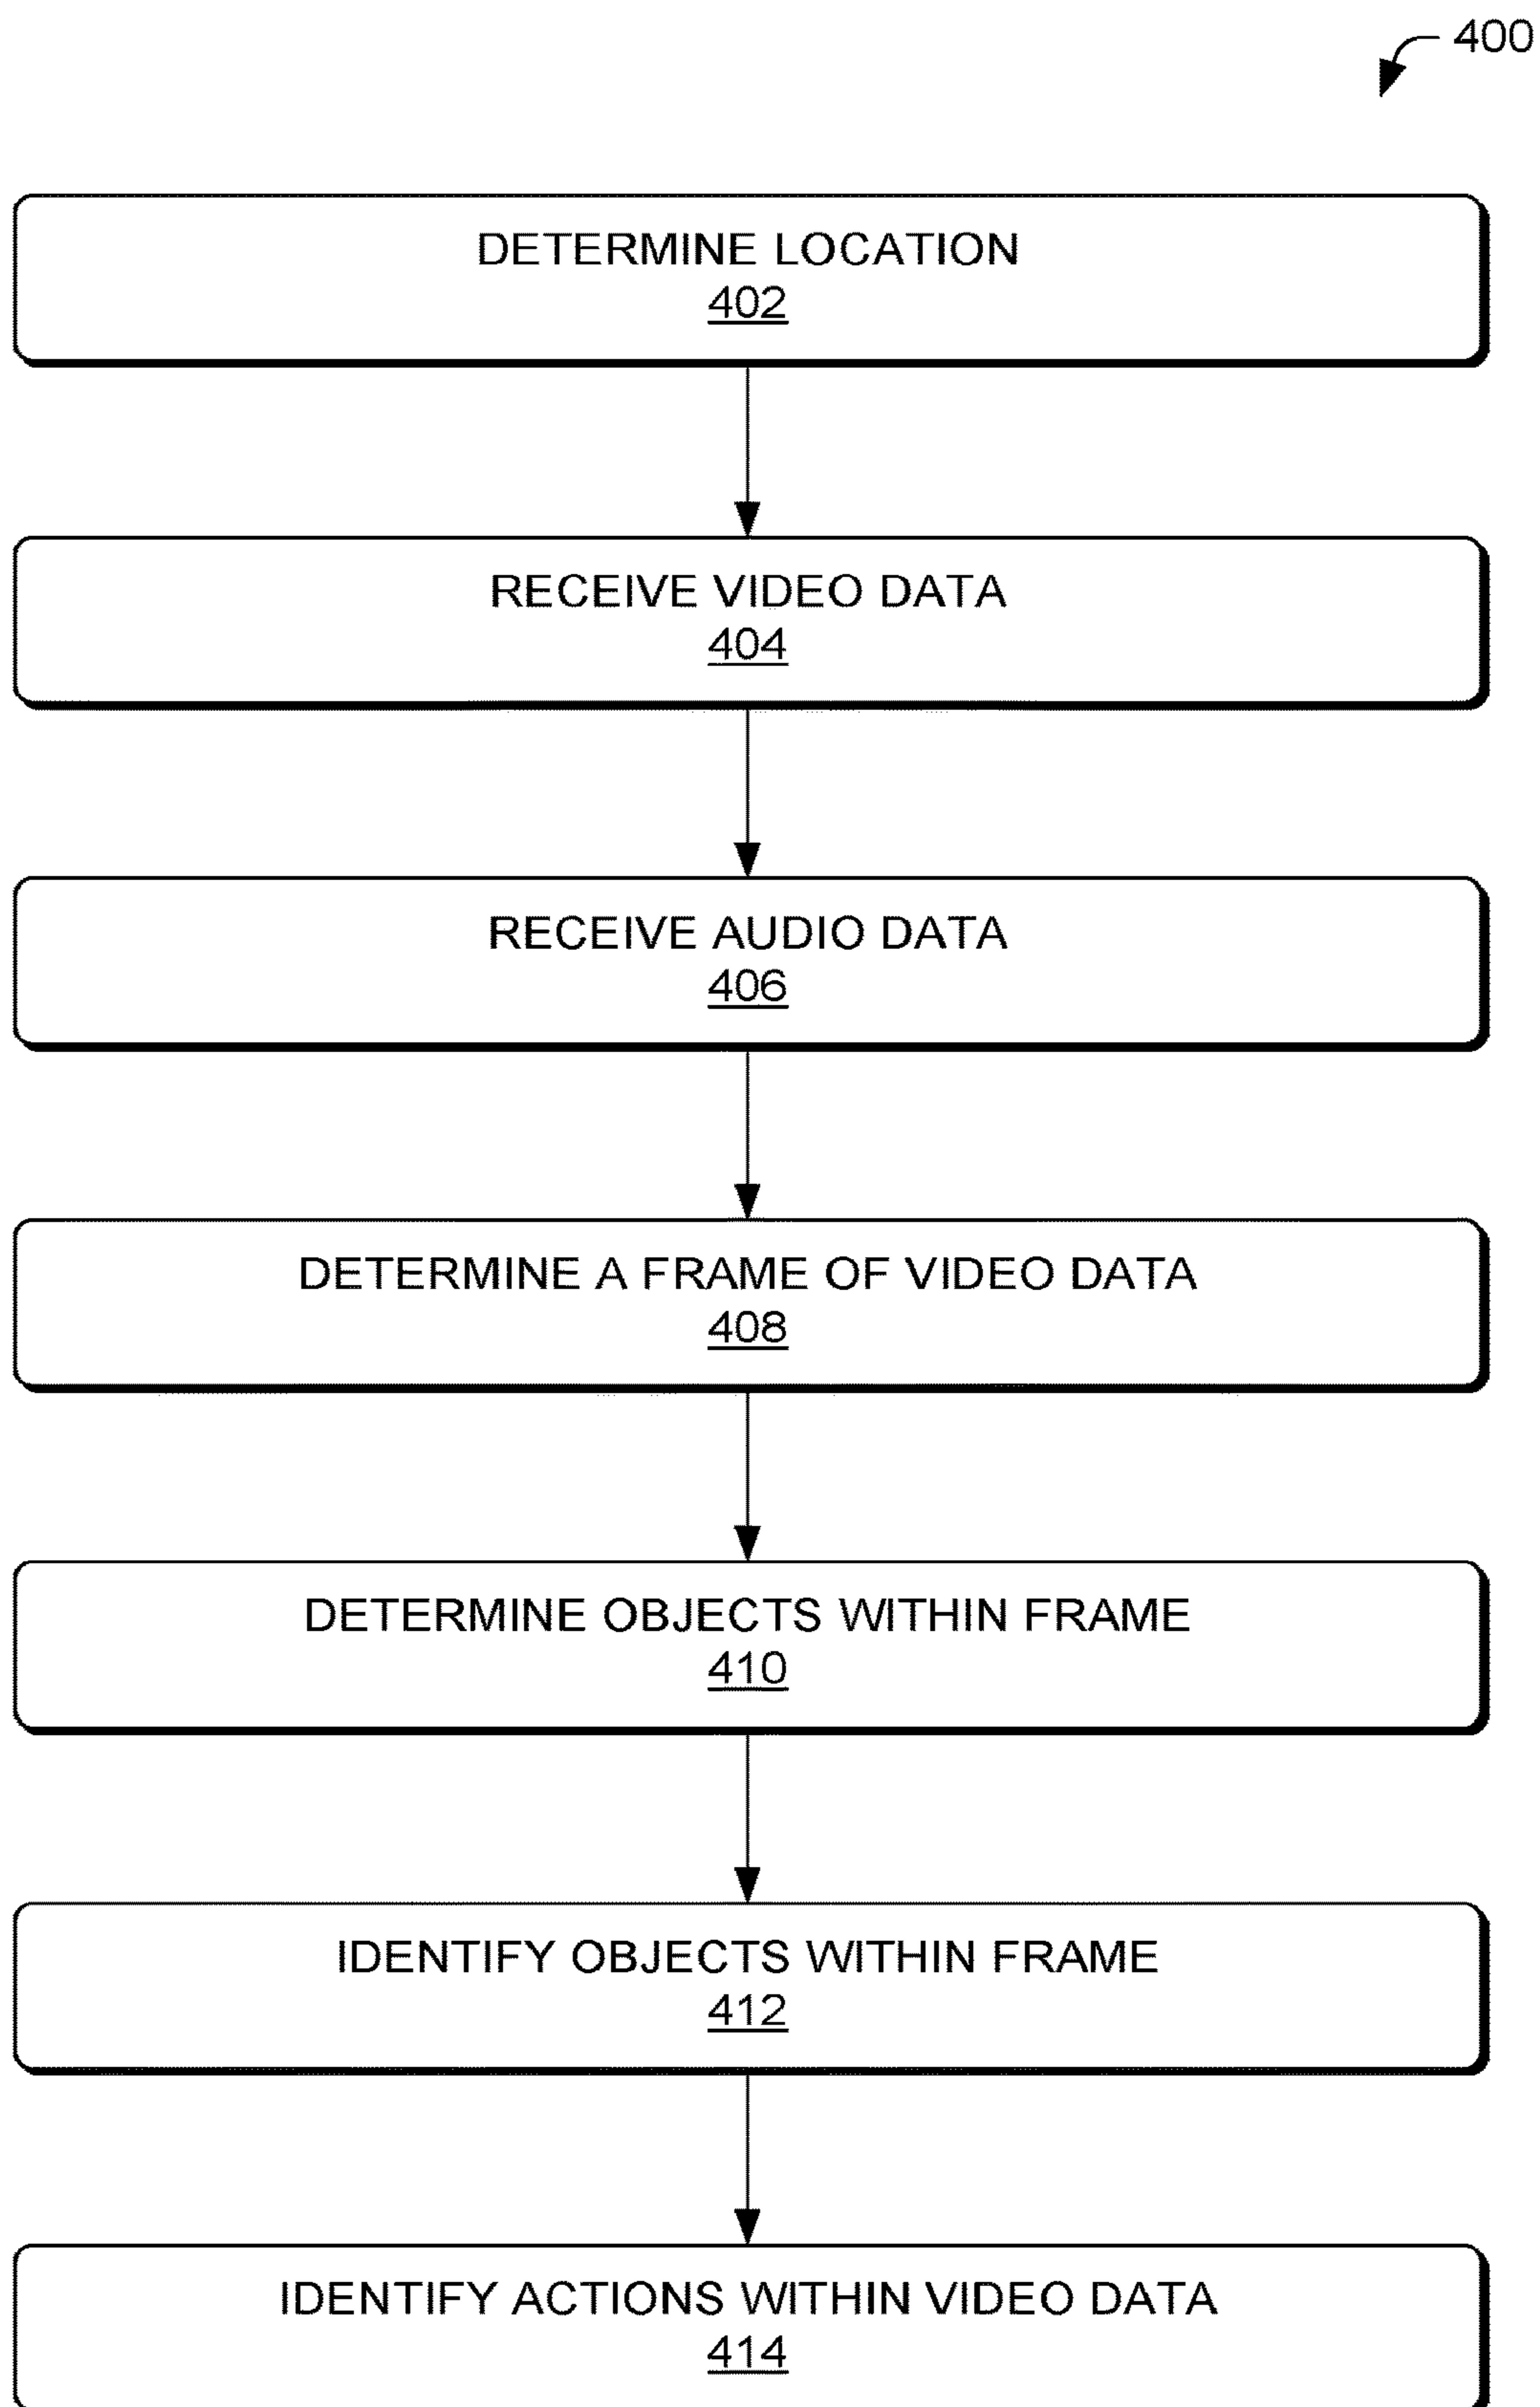 400
DETERMINE LOCATION
402
RECEIVE VIDEO DATA
404
RECEIVE AUDIO DATA
406
DETERMINE A FRAME OF VIDEO DATA
408
DETERMINE OBJECTS WITHIN FRAME
410
IDENTIFY OBJECTS WITHIN FRAME
412
IDENTIFY ACTIONS WITHIN VIDEO DATA
414